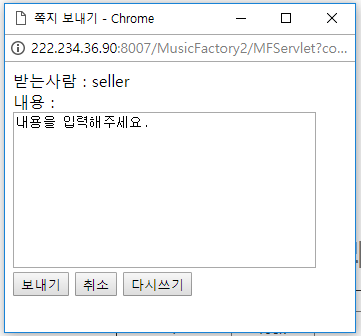 쪽지 보내기 - Chrome
222.234.36.90:8007/MusicFactory2/MFServlet?co...
받는사람 : seller
내용 :
내용을 입력해주세요.
보내기 취소 다시쓰기